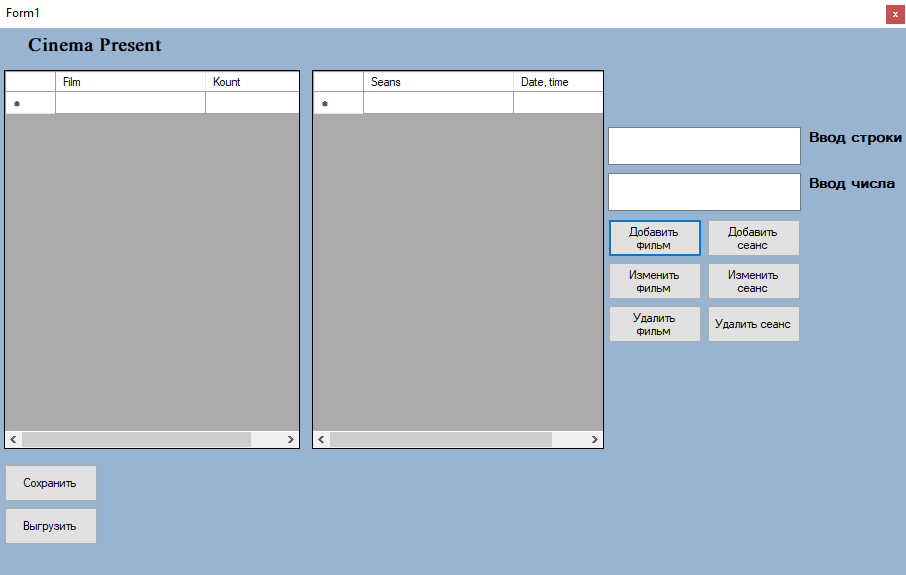 Form1
x
Cinema Present
Film Kount
Seans Date, time
Ввод строки
Ввод числа
Добавить
фильм
Добавить
сеанс
Изменить
фильм
Изменить
сеанс
Удалить
фильм
Удалить сеанс
Сохранить
Выгрузить